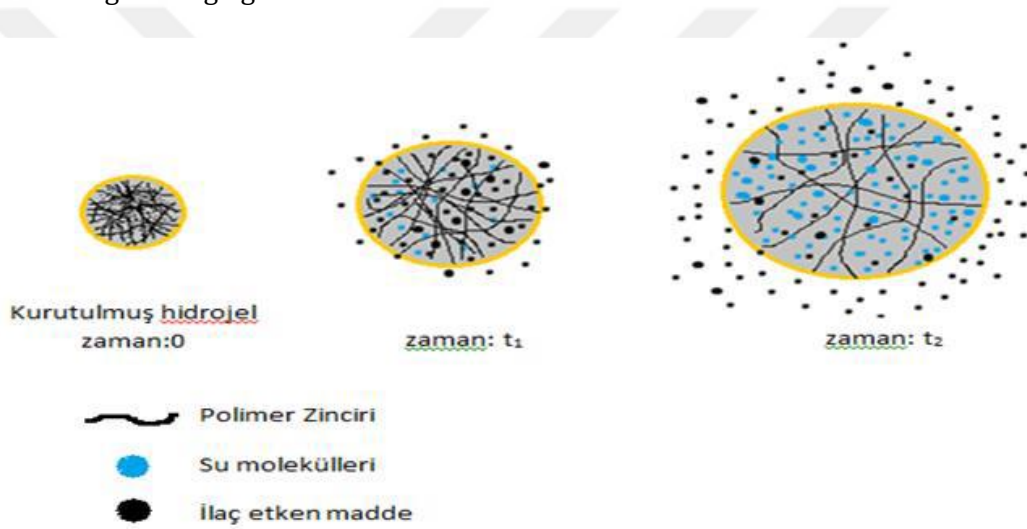 Kurutulmuş hidrojel
zaman:0
zaman: t₁
zaman: t₂
Polimer Zinciri
Su molekülleri
İlaç etken madde